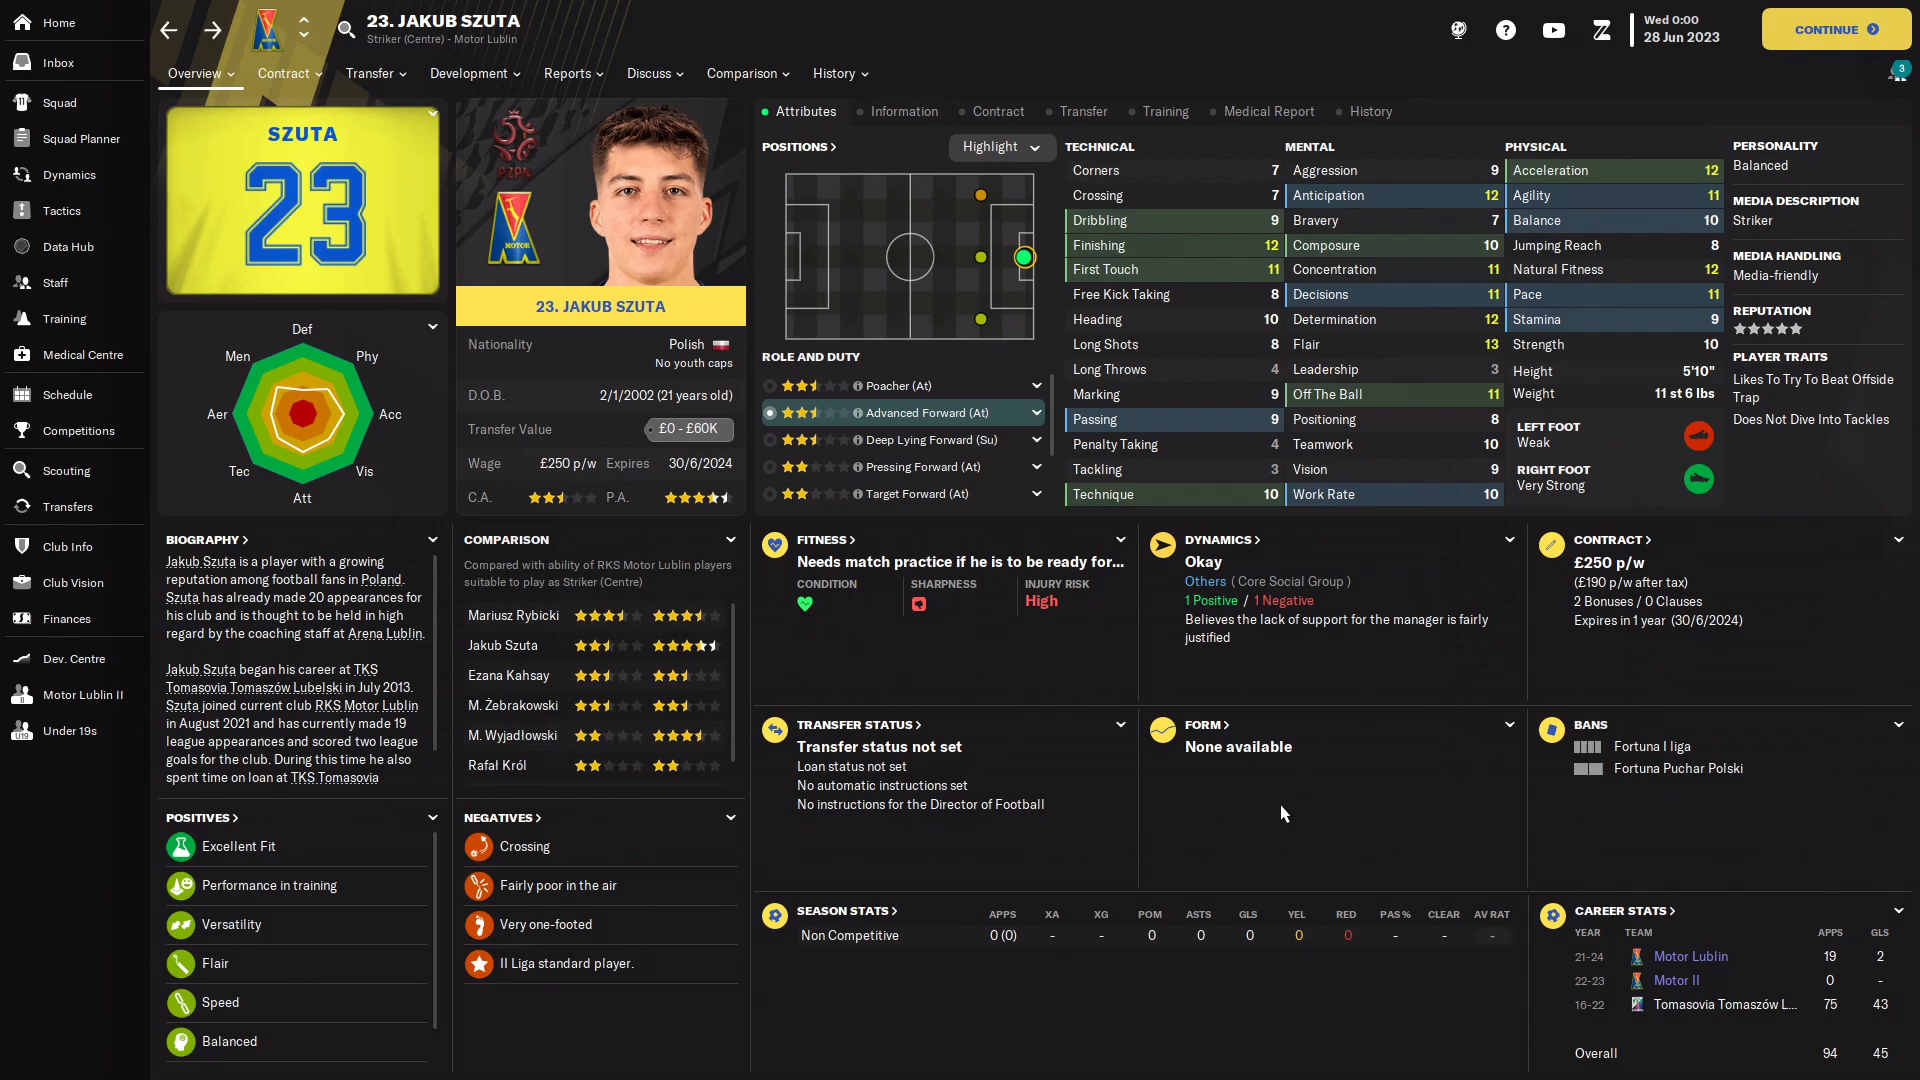 Home
Inbox
Squad
Squad Planner
Dynamics
Tactics
Data Hub
Staff
Training
Medical Centre
Schedule
Competitions
Scouting
Transfers
Club Info
Club Vision
Finances
Dev. Centre
Motor Lublin II
Under 19s
23. JAKUB SZUTA
Striker (Centre) - Motor Lublin
Wed 0:00
28 Jun 2023
CONTINUE
Overview
Contract
Transfer
Development
Reports
Discuss
Comparison
History
3
SZUTA
23
Def
Phy
Acc
Vis
Att
Tec
Aer
Men
PZPN
MOTOR
23. JAKUB SZUTA
Nationality Polish
No youth caps
D.O.B. 2/1/2002 (21 years old)
Transfer Value £0 - £60K
Wage £250 p/w Expires 30/6/2024
C.A. P.A.
Attributes
Information
Contract
Transfer
Training
Medical Report
History
POSITIONS
Highlight
ROLE AND DUTY
Poacher (At)
Advanced Forward (At)
Deep Lying Forward (Su)
Pressing Forward (At)
Target Forward (At)
TECHNICAL
Corners 7
Crossing 7
Dribbling 9
Finishing 12
First Touch 11
Free Kick Taking 8
Heading 10
Long Shots 8
Long Throws 4
Marking 9
Passing 9
Penalty Taking 4
Tackling 3
Technique 10
MENTAL
Aggression 9
Anticipation 12
Bravery 7
Composure 10
Concentration 11
Decisions 11
Determination 12
Flair 13
Leadership 3
Off The Ball 11
Positioning 8
Teamwork 10
Vision 9
Work Rate 10
PHYSICAL
Acceleration 12
Agility 11
Balance 10
Jumping Reach 8
Natural Fitness 12
Pace 11
Stamina 9
Strength 10
Height 5'10"
Weight 11 st 6 lbs
LEFT FOOT
Weak
RIGHT FOOT
Very Strong
PERSONALITY
Balanced
MEDIA DESCRIPTION
Striker
MEDIA HANDLING
Media-friendly
REPUTATION
PLAYER TRAITS
Likes To Try To Beat Offside
Trap
Does Not Dive Into Tackles
BIOGRAPHY
Jakub Szuta is a player with a growing
reputation among football fans in Poland.
Szuta has already made 20 appearances for
his club and is thought to be held in high
regard by the coaching staff at Arena Lublin.
Jakub Szuta began his career at TKS
Tomasovia Tomaszów Lubelski in July 2013.
Szuta joined current club RKS Motor Lublin
in August 2021 and has currently made 19
league appearances and scored two league
goals for the club. During this time he also
spent time on loan at TKS Tomasovia
COMPARISON
Compared with ability of RKS Motor Lublin players
suitable to play as Striker (Centre)
Mariusz Rybicki
Jakub Szuta
Ezana Kahsay
M. Żebrakowski
M. Wyjadłowski
Rafał Król
FITNESS
Needs match practice if he is to be ready for...
CONDITION
SHARPNESS
INJURY RISK
High
DYNAMICS
Okay
Others ( Core Social Group )
1 Positive / 1 Negative
Believes the lack of support for the manager is fairly
justified
CONTRACT
£250 p/w
(£190 p/w after tax)
2 Bonuses / 0 Clauses
Expires in 1 year (30/6/2024)
TRANSFER STATUS
Transfer status not set
Loan status not set
No automatic instructions set
No instructions for the Director of Football
FORM
None available
BANS
Fortuna I liga
Fortuna Puchar Polski
POSITIVES
Excellent Fit
Performance in training
Versatility
Flair
Speed
Balanced
NEGATIVES
Crossing
Fairly poor in the air
Very one-footed
II Liga standard player.
SEASON STATS APPS XA XG POM ASTS GLS YEL RED PAS % CLEAR AV RAT
Non Competitive 0 (0) - - 0 0 0 0 0 - - -
CAREER STATS
YEAR TEAM APPS GLS
21-24 Motor Lublin 19 2
22-23 Motor II 0 -
16-22 Tomasovia Tomaszów L... 75 43
Overall 94 45